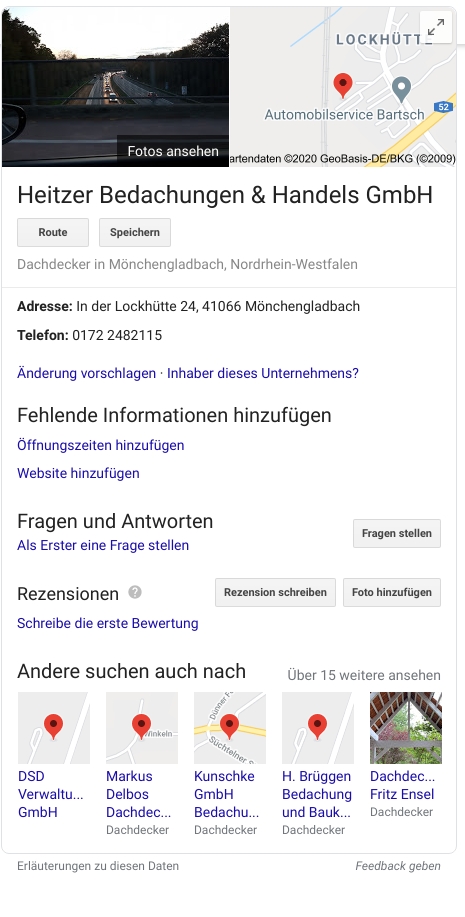 LOCKHÜTTE
Automobilservice Bartsch
52
Fotos ansehen
artendaten ©2020 GeoBasis-DE/BKG (©2009)
Heitzer Bedachungen & Handels GmbH
Route Speichern
Dachdecker in Mönchengladbach, Nordrhein-Westfalen
Adresse: In der Lockhütte 24, 41066 Mönchengladbach
Telefon: 0172 2482115
Änderung vorschlagen · Inhaber dieses Unternehmens?
Fehlende Informationen hinzufügen
Öffnungszeiten hinzufügen
Website hinzufügen
Fragen und Antworten
Fragen stellen
Als Erster eine Frage stellen
Rezensionen ? Rezension schreiben Foto hinzufügen
Schreibe die erste Bewertung
Andere suchen auch nach Über 15 weitere ansehen
Winkeln
Dünner
Süchtelner
DSD
Verwaltu...
GmbH
Markus
Delbos
Dachdec...
Dachdecker
Kunschke
GmbH
Bedachu...
Dachdecker
H. Brüggen
Bedachung
und Bauk...
Dachdecker
Dachdec...
Fritz Ensel
Dachdecker
Erläuterungen zu diesen Daten Feedback geben